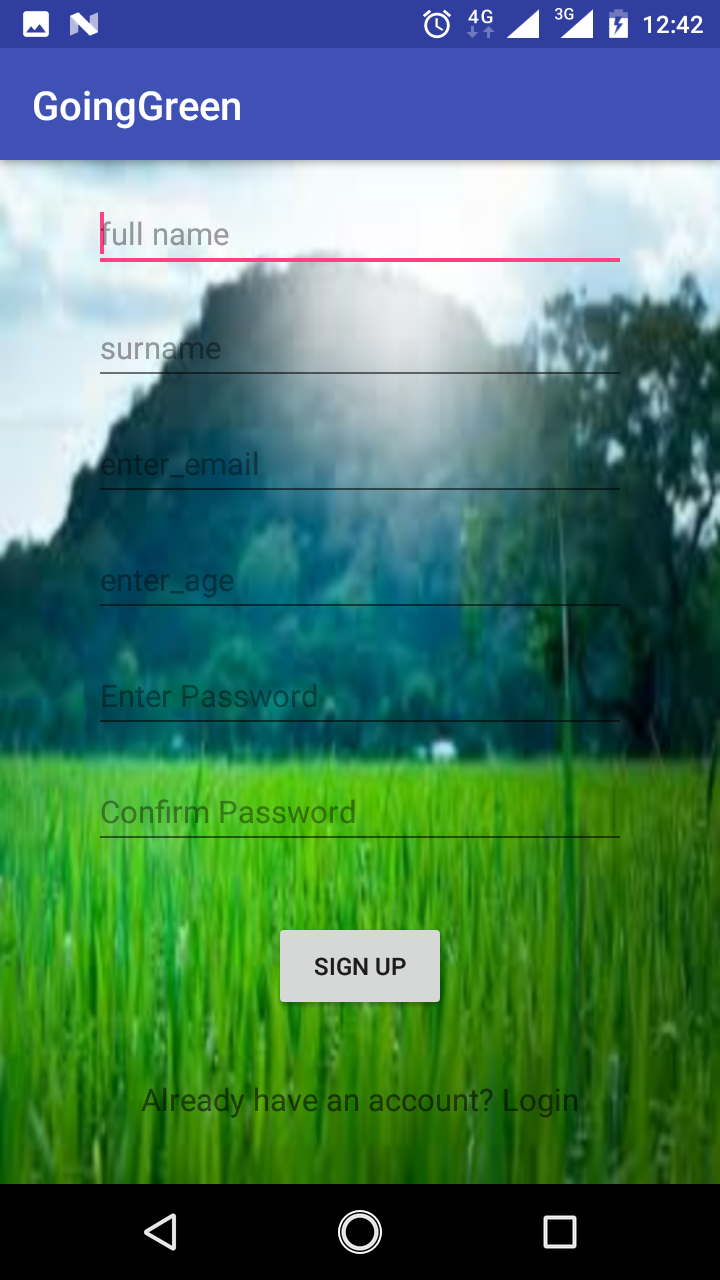 4G 3G 12:42
GoingGreen
full name
surname
enter_email
enter_age
Enter Password
Confirm Password
SIGN UP
Already have an account? Login